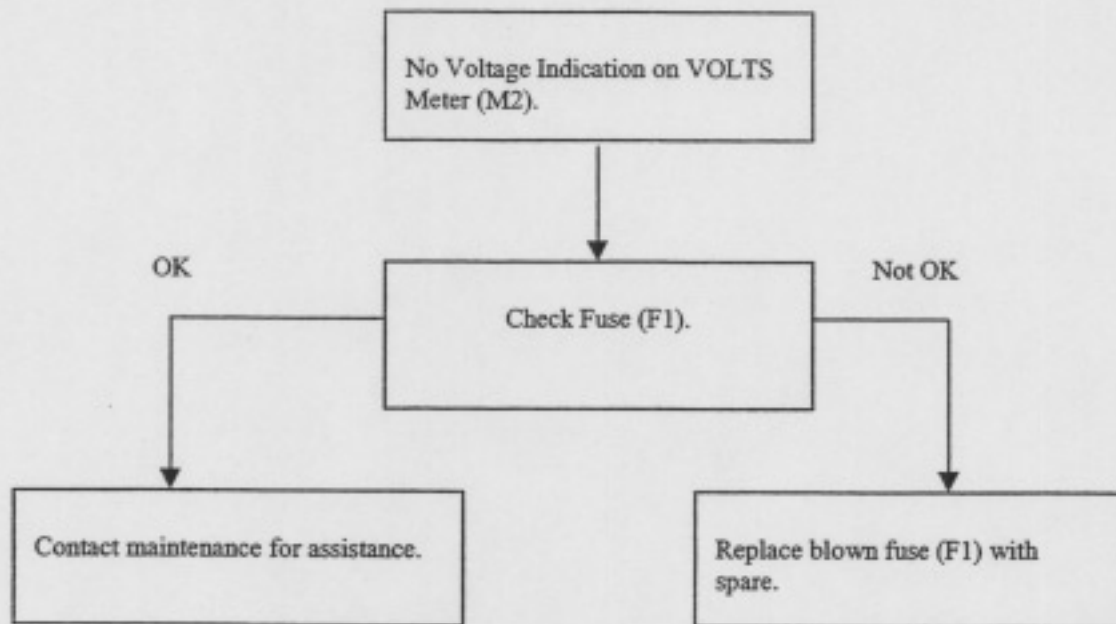 No Voltage Indication on VOLTS
Meter (M2).
OK
Not OK
Check Fuse (F1).
Contact maintenance for assistance.
Replace blown fuse (F1) with
spare.